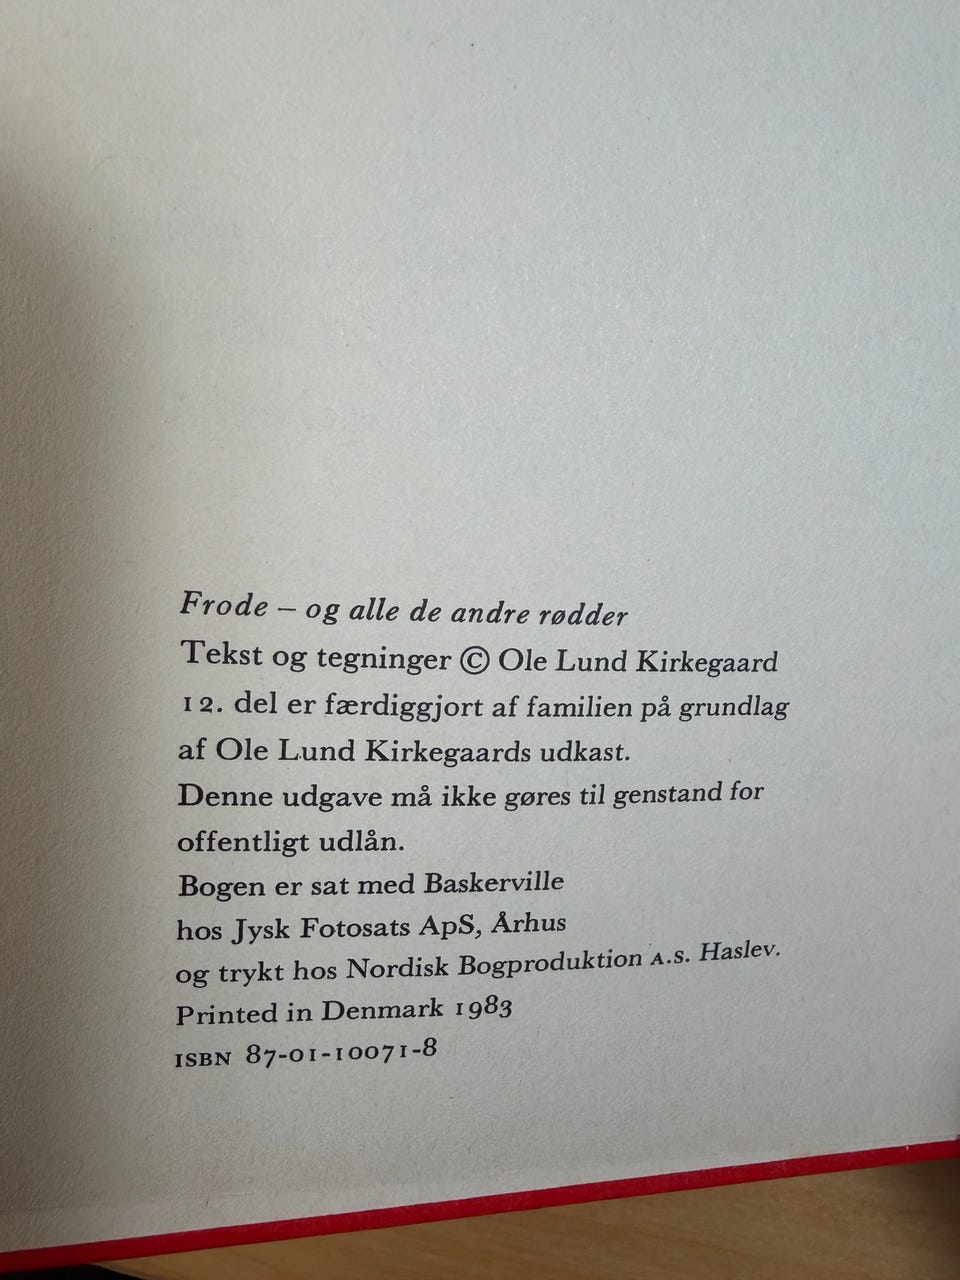 Frode – og alle de andre rødder
Tekst og tegninger © Ole Lund Kirkegaard
12. del er færdiggjort af familien på grundlag
af Ole Lund Kirkegaards udkast.
Denne udgave må ikke gøres til genstand for
offentligt udlån.
Bogen er sat med Baskerville
hos Jysk Fotosats ApS, Århus
og trykt hos Nordisk Bogproduktion A.S. Haslev.
Printed in Denmark 1983
ISBN 87-01-10071-8